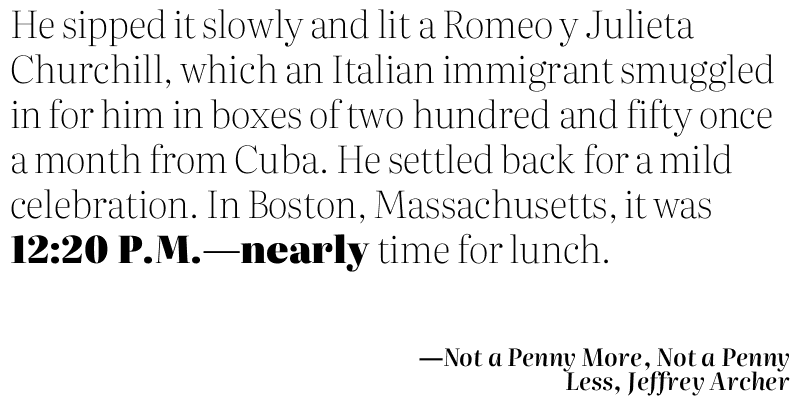 He sipped it slowly and lit a Romeo y Julieta
Churchill, which an Italian immigrant smuggled
in for him in boxes of two hundred and fifty once
a month from Cuba. He settled back for a mild
celebration. In Boston, Massachusetts, it was
12:20 P.M.—nearly time for lunch.
—Not a Penny More, Not a Penny
Less, Jeffrey Archer